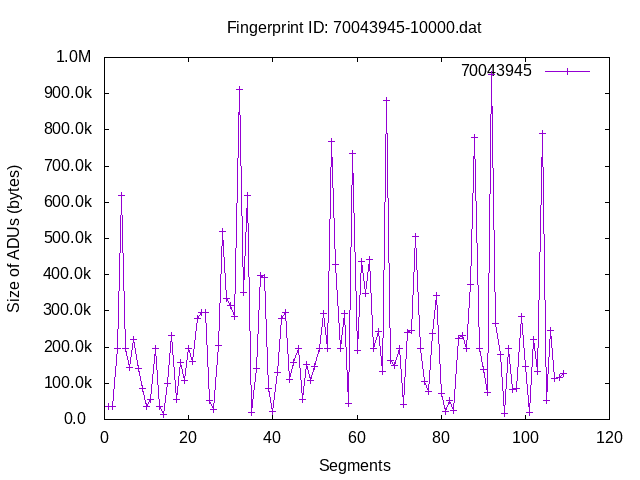 Fingerprint ID: 70043945-10000.dat
70043945
1.0M
900.0k
800.0k
700.0k
600.0k
500.0k
400.0k
300.0k
200.0k
100.0k
0.0
Size of ADUs (bytes)
0 20 40 60 80 100 120
Segments